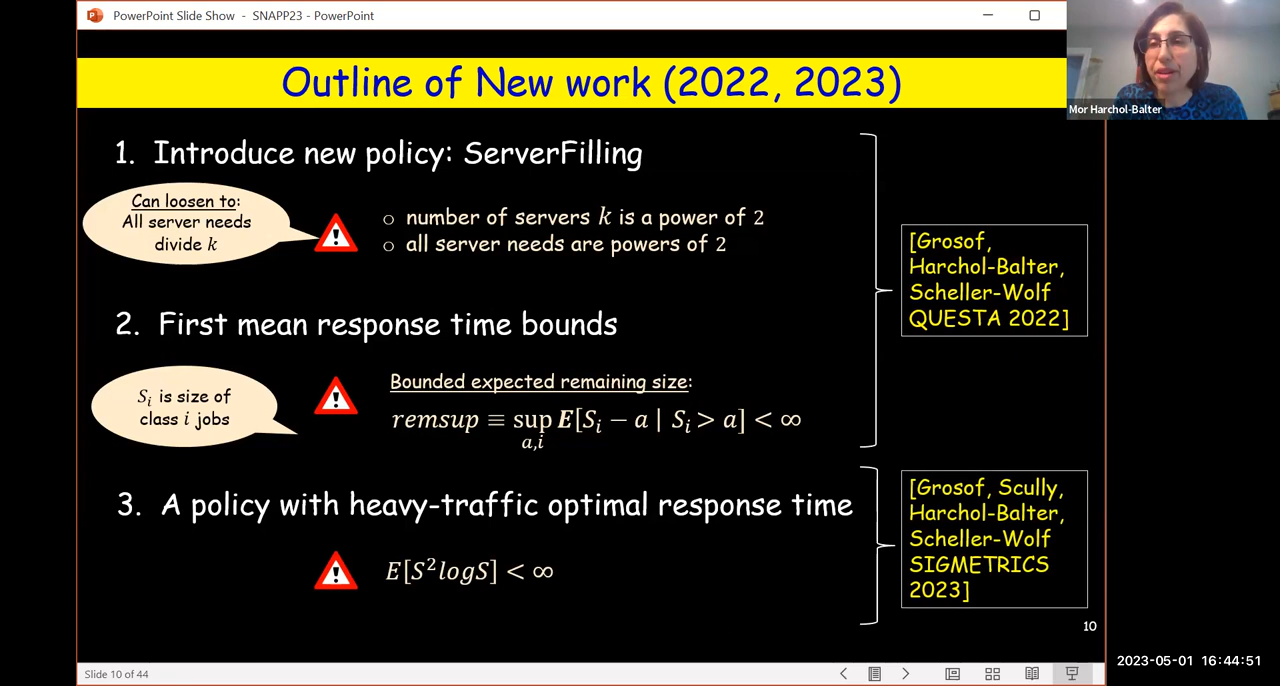 PowerPoint Slide Show - SNAPP23 - PowerPoint
Mor Harchol-Balter
Outline of New work (2022, 2023)
1. Introduce new policy: ServerFilling
Can loosen to:
All server needs
divide k
o number of servers k is a power of 2
o all server needs are powers of 2
[Grosof,
Harchol-Balter,
Scheller-Wolf
QUESTA 2022]
2. First mean response time bounds
S_i is size of
class i jobs
Bounded expected remaining size:
remsup ≡ sup_{a,i} E[S_i − a | S_i > a] < ∞
3. A policy with heavy-traffic optimal response time
E[S²logS] < ∞
[Grosof, Scully,
Harchol-Balter,
Scheller-Wolf
SIGMETRICS
2023]
10
Slide 10 of 44
2023-05-01 16:44:51